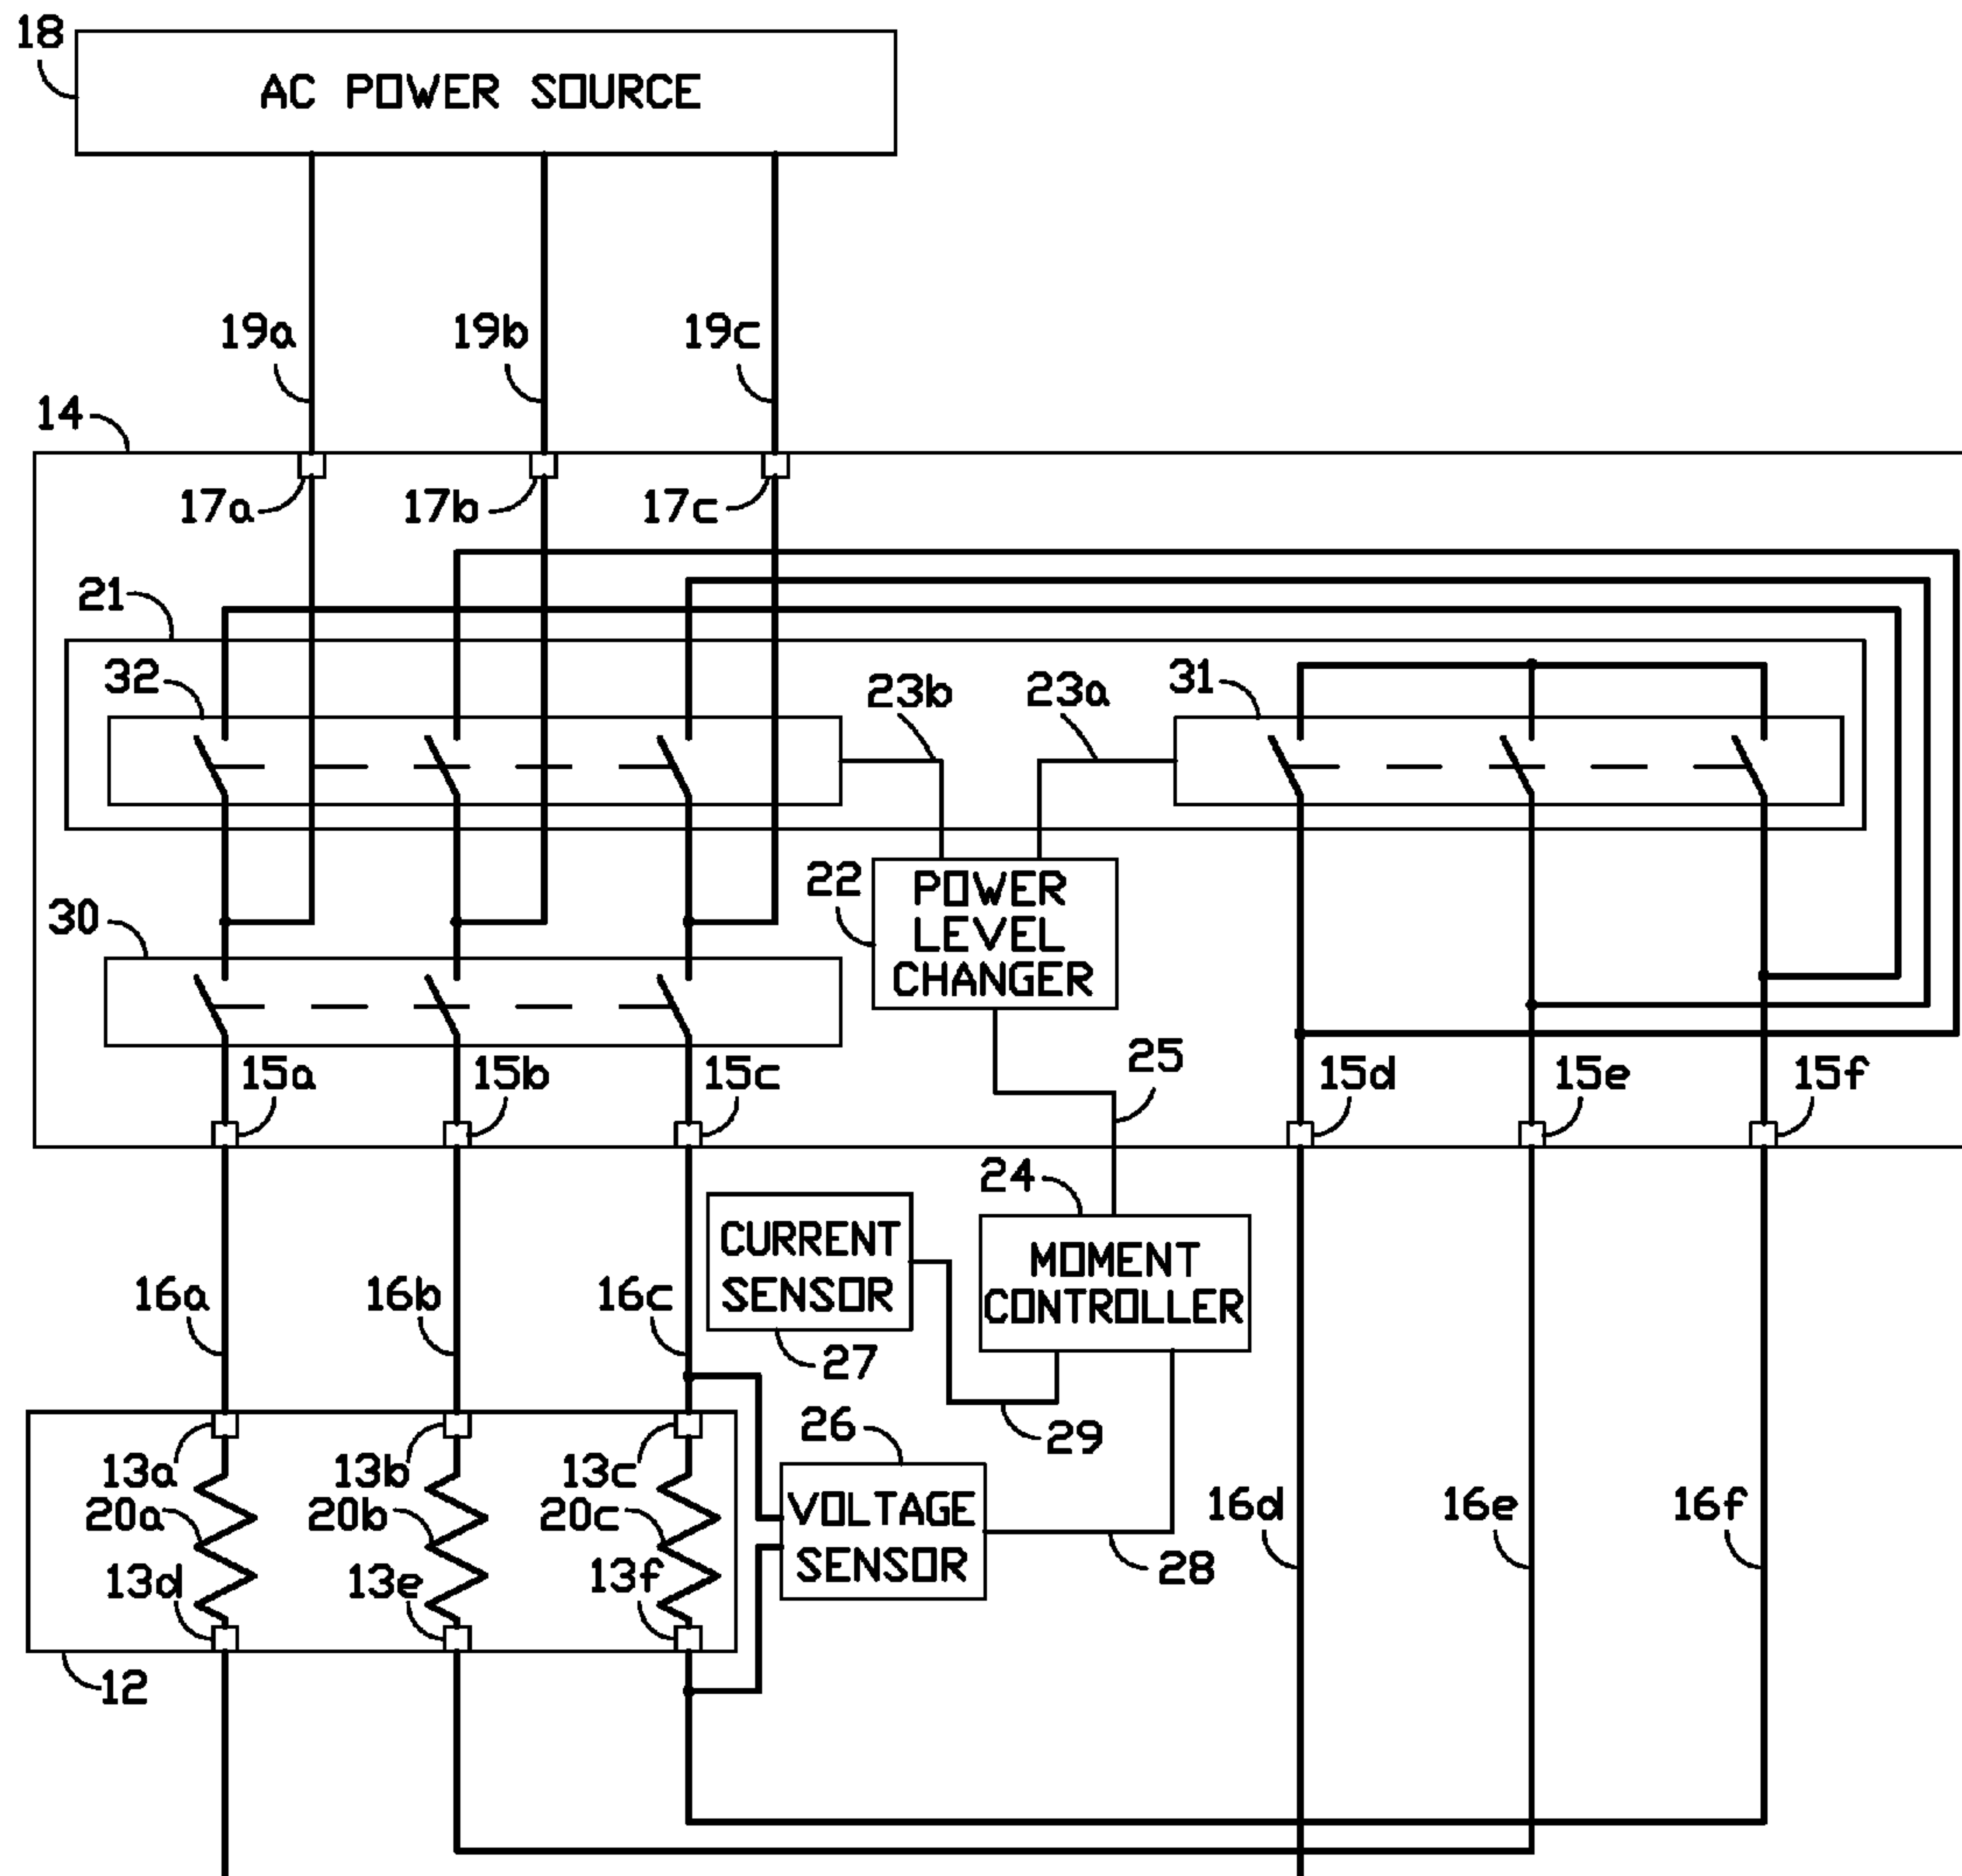 18
AC POWER SOURCE
19a
19b
19c
14
17a
17b
17c
21
32
23b
23a
31
22
POWER
LEVEL
CHANGER
30
15a
15b
15c
25
15d
15e
15f
24
CURRENT
SENSOR
MOMENT
CONTROLLER
16a
16b
16c
27
26
29
13a
13b
13c
20a
20b
20c
VOLTAGE
SENSOR
16d
16e
16f
13d
13e
13f
28
12